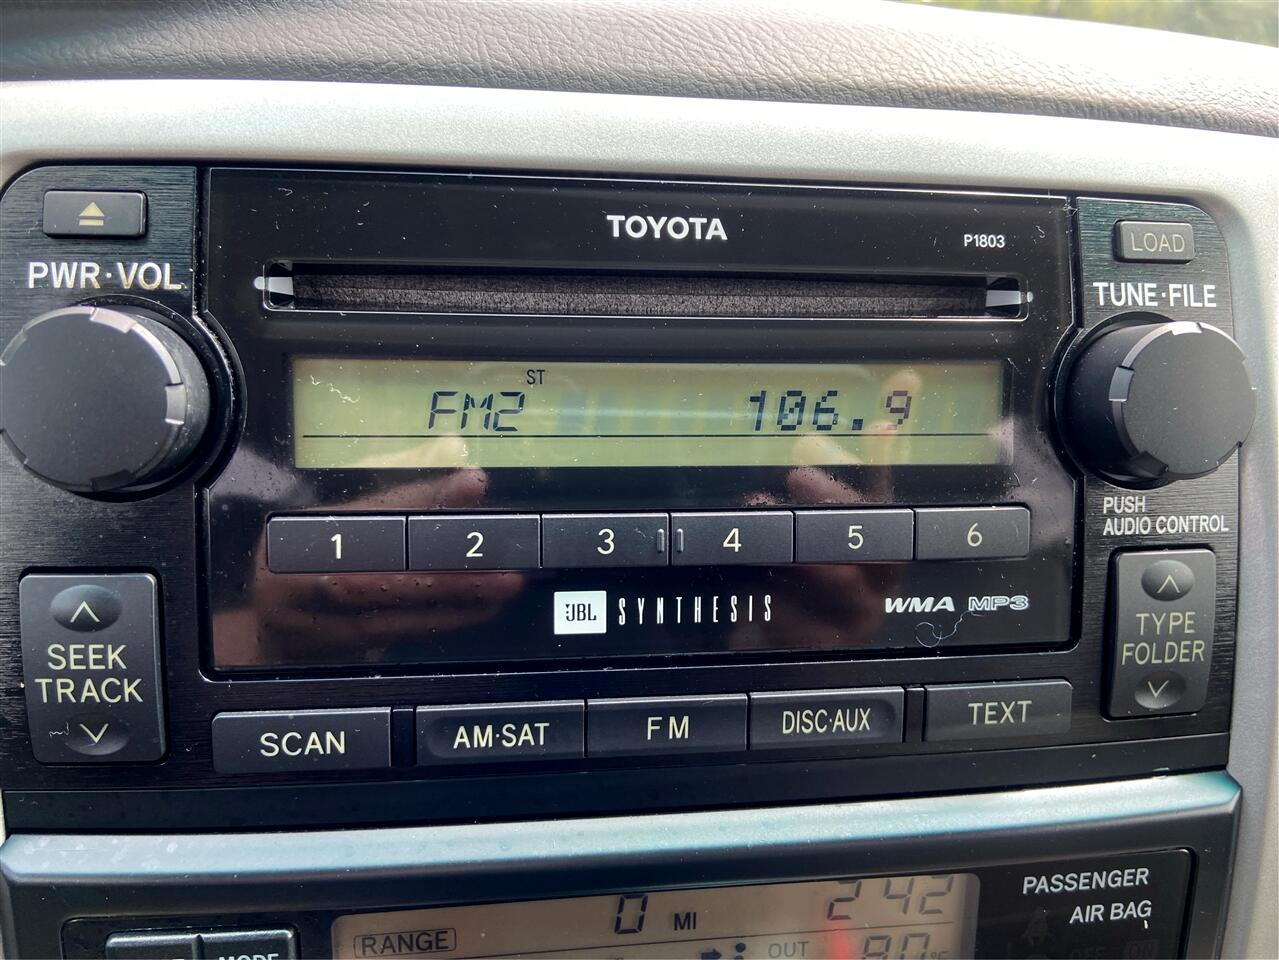 TOYOTA
P1803
LOAD
PWR·VOL
TUNE·FILE
ST
FM2 106.9
1 2 3 4 5 6
PUSH
AUDIO CONTROL
JBL SYNTHESIS
WMA MP3
SEEK
TRACK
TYPE
FOLDER
SCAN AM·SAT FM DISC·AUX TEXT
PASSENGER
AIR BAG
0 MI 242
RANGE
OUT
MODE